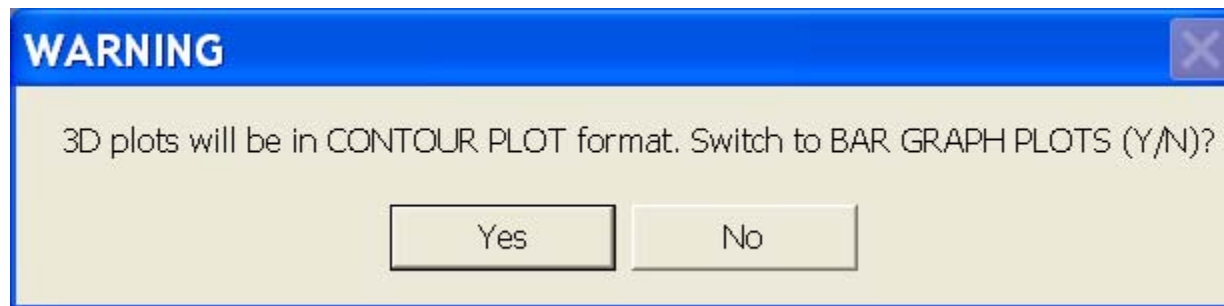 WARNING
3D plots will be in CONTOUR PLOT format. Switch to BAR GRAPH PLOTS (Y/N)?
Yes No